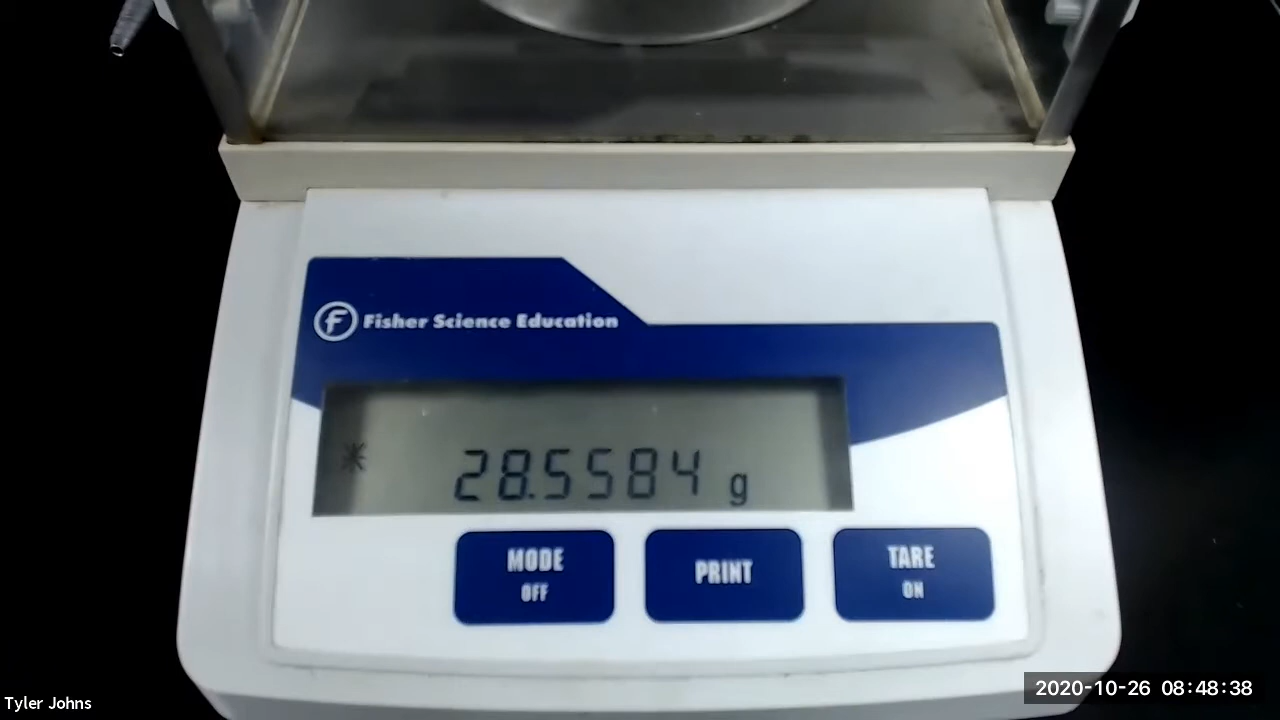 f Fisher Science Education
* 28.5584 g
MODE
OFF
PRINT
TARE
ON
Tyler Johns
2020-10-26 08:48:38